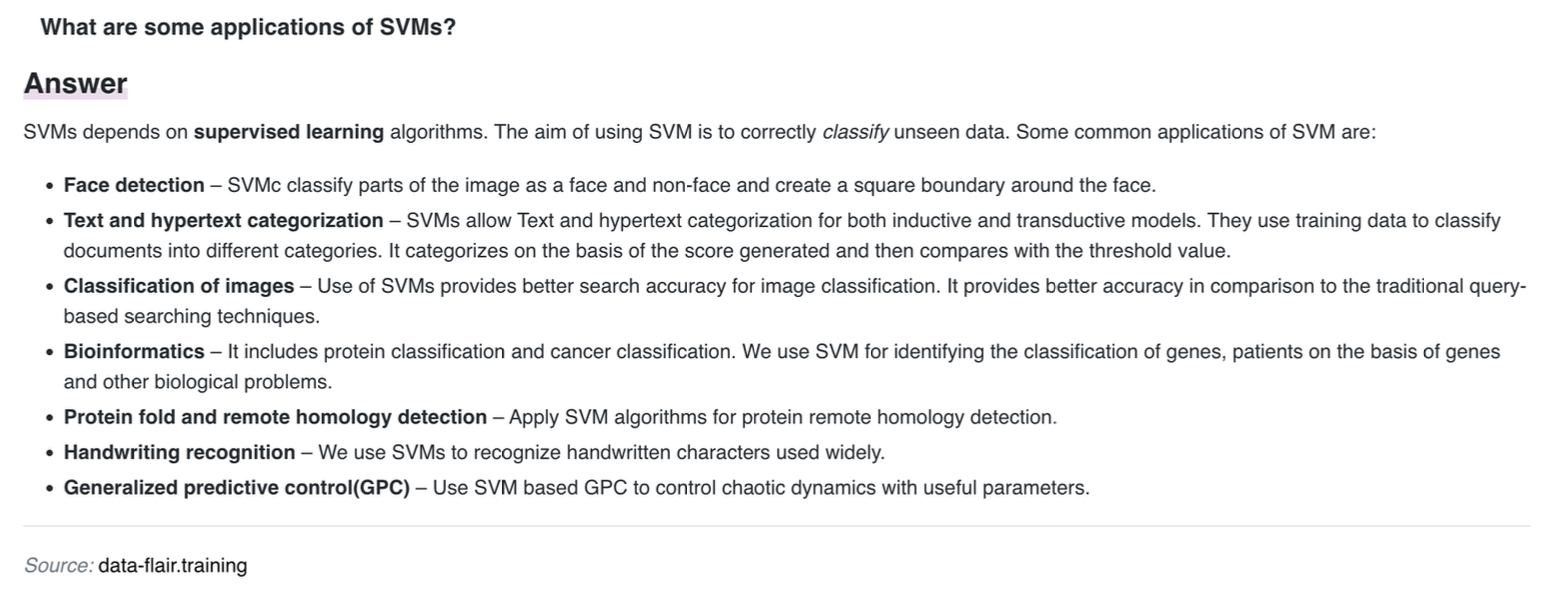 What are some applications of SVMs?
Answer
SVMs depends on supervised learning algorithms. The aim of using SVM is to correctly classify unseen data. Some common applications of SVM are:
• Face detection – SVMc classify parts of the image as a face and non-face and create a square boundary around the face.
• Text and hypertext categorization – SVMs allow Text and hypertext categorization for both inductive and transductive models. They use training data to classify
documents into different categories. It categorizes on the basis of the score generated and then compares with the threshold value.
• Classification of images – Use of SVMs provides better search accuracy for image classification. It provides better accuracy in comparison to the traditional query-
based searching techniques.
• Bioinformatics – It includes protein classification and cancer classification. We use SVM for identifying the classification of genes, patients on the basis of genes
and other biological problems.
• Protein fold and remote homology detection – Apply SVM algorithms for protein remote homology detection.
• Handwriting recognition – We use SVMs to recognize handwritten characters used widely.
• Generalized predictive control(GPC) – Use SVM based GPC to control chaotic dynamics with useful parameters.
Source: data-flair.training